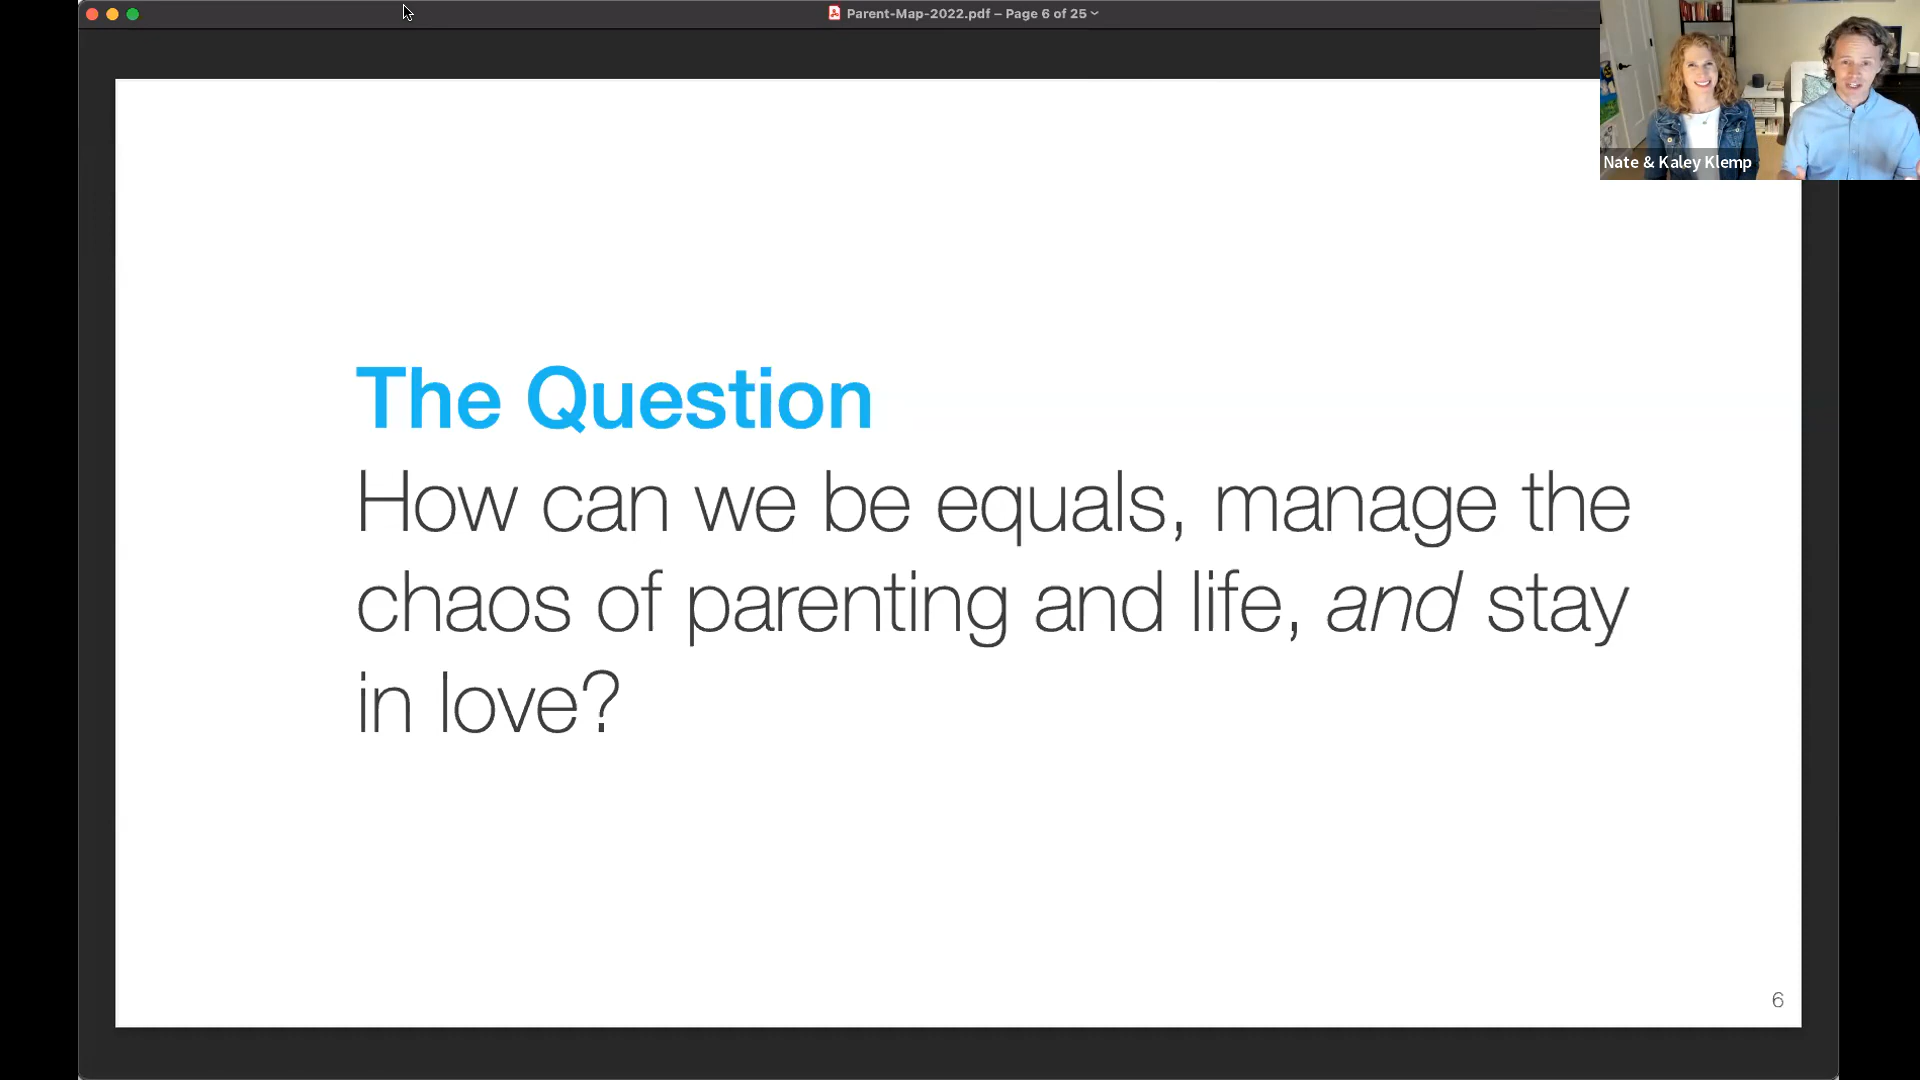 Parent-Map-2022.pdf – Page 6 of 25
Nate & Kaley Klemp
The Question
How can we be equals, manage the
chaos of parenting and life, and stay
in love?
6